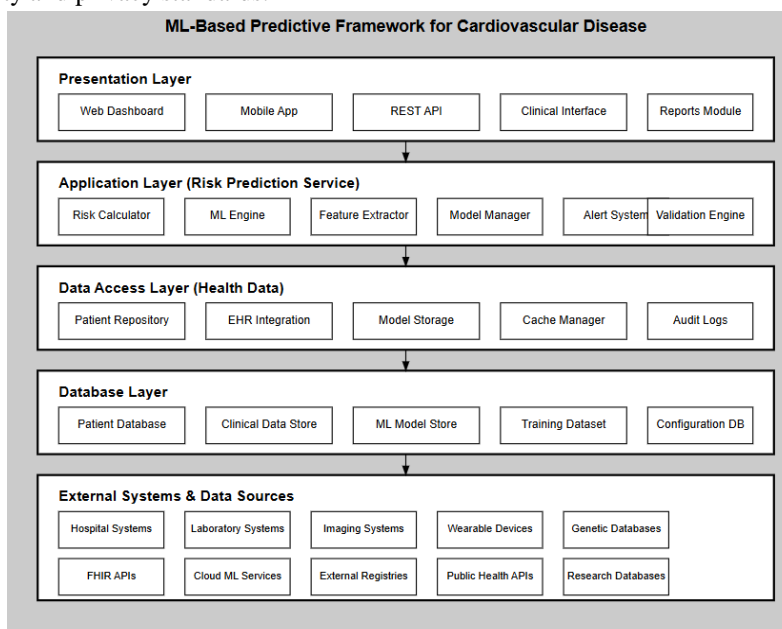 y and privacy standards.
ML-Based Predictive Framework for Cardiovascular Disease
Presentation Layer
Web Dashboard Mobile App REST API Clinical Interface Reports Module
Application Layer (Risk Prediction Service)
Risk Calculator ML Engine Feature Extractor Model Manager Alert System Validation Engine
Data Access Layer (Health Data)
Patient Repository EHR Integration Model Storage Cache Manager Audit Logs
Database Layer
Patient Database Clinical Data Store ML Model Store Training Dataset Configuration DB
External Systems & Data Sources
Hospital Systems Laboratory Systems Imaging Systems Wearable Devices Genetic Databases
FHIR APIs Cloud ML Services External Registries Public Health APIs Research Databases